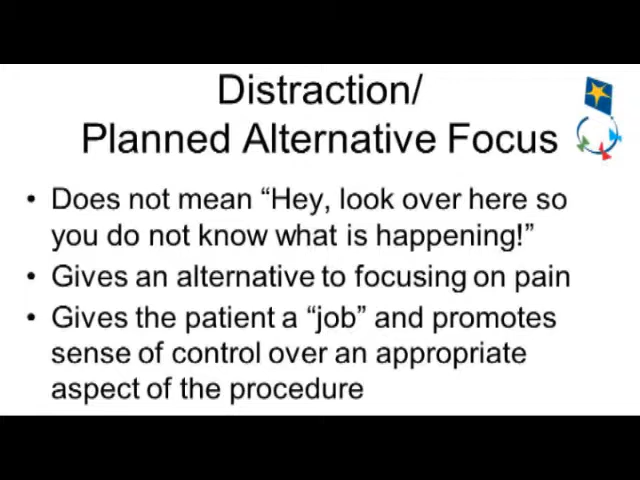 Distraction/
Planned Alternative Focus
• Does not mean “Hey, look over here so
you do not know what is happening!”
• Gives an alternative to focusing on pain
• Gives the patient a “job” and promotes
sense of control over an appropriate
aspect of the procedure